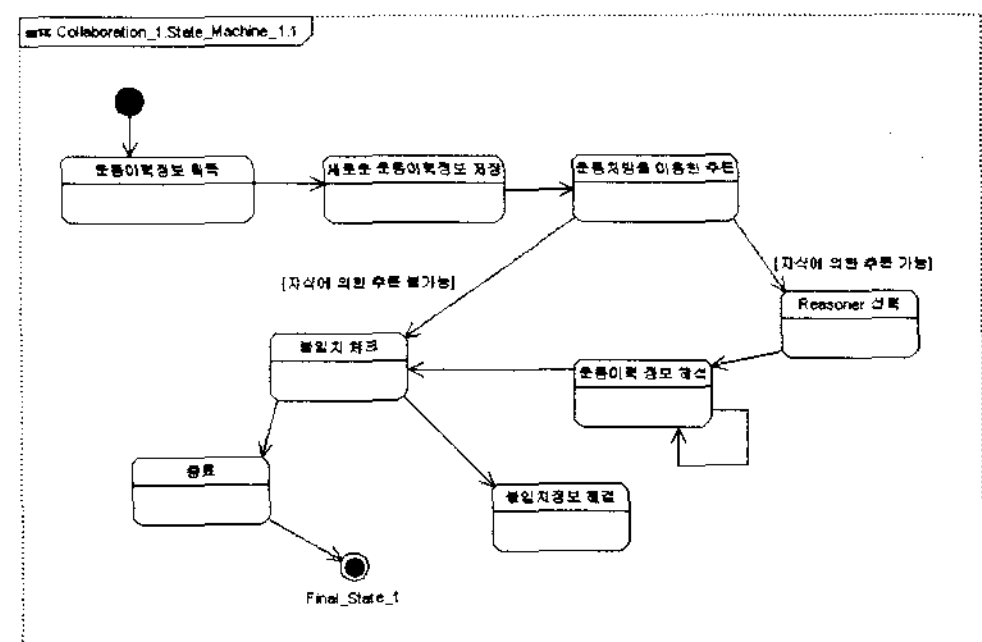 Collaboration_1.State_Machine_1.1
운동이력정보 획득
새로운 운동이력정보 저장
운동처방을 이용한 추론
[지식에 의한 추론 불가능]
[지식에 의한 추론 가능]
Reasoner 선택
불일치 체크
운동이력 정보 해석
종료
불일치정보 해결
Final_State_1